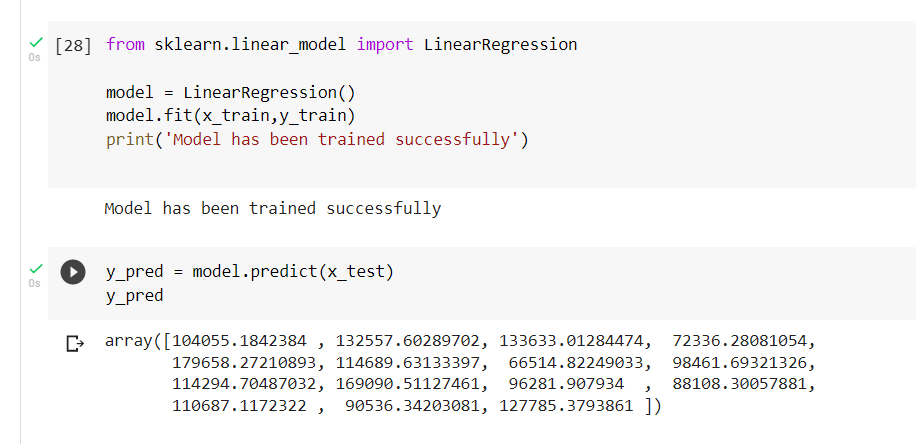 [28] from sklearn.linear_model import LinearRegression
model = LinearRegression()
model.fit(x_train,y_train)
print('Model has been trained successfully')
0s
Model has been trained successfully
y_pred = model.predict(x_test)
0s
y_pred
array([104055.1842384 , 132557.60289702, 133633.01284474,  72336.28081054,
179658.27210893, 114689.63133397,  66514.82249033,  98461.69321326,
114294.70487032, 169090.51127461,  96281.907934  ,  88108.30057881,
110687.1172322 ,  90536.34203081, 127785.3793861 ])